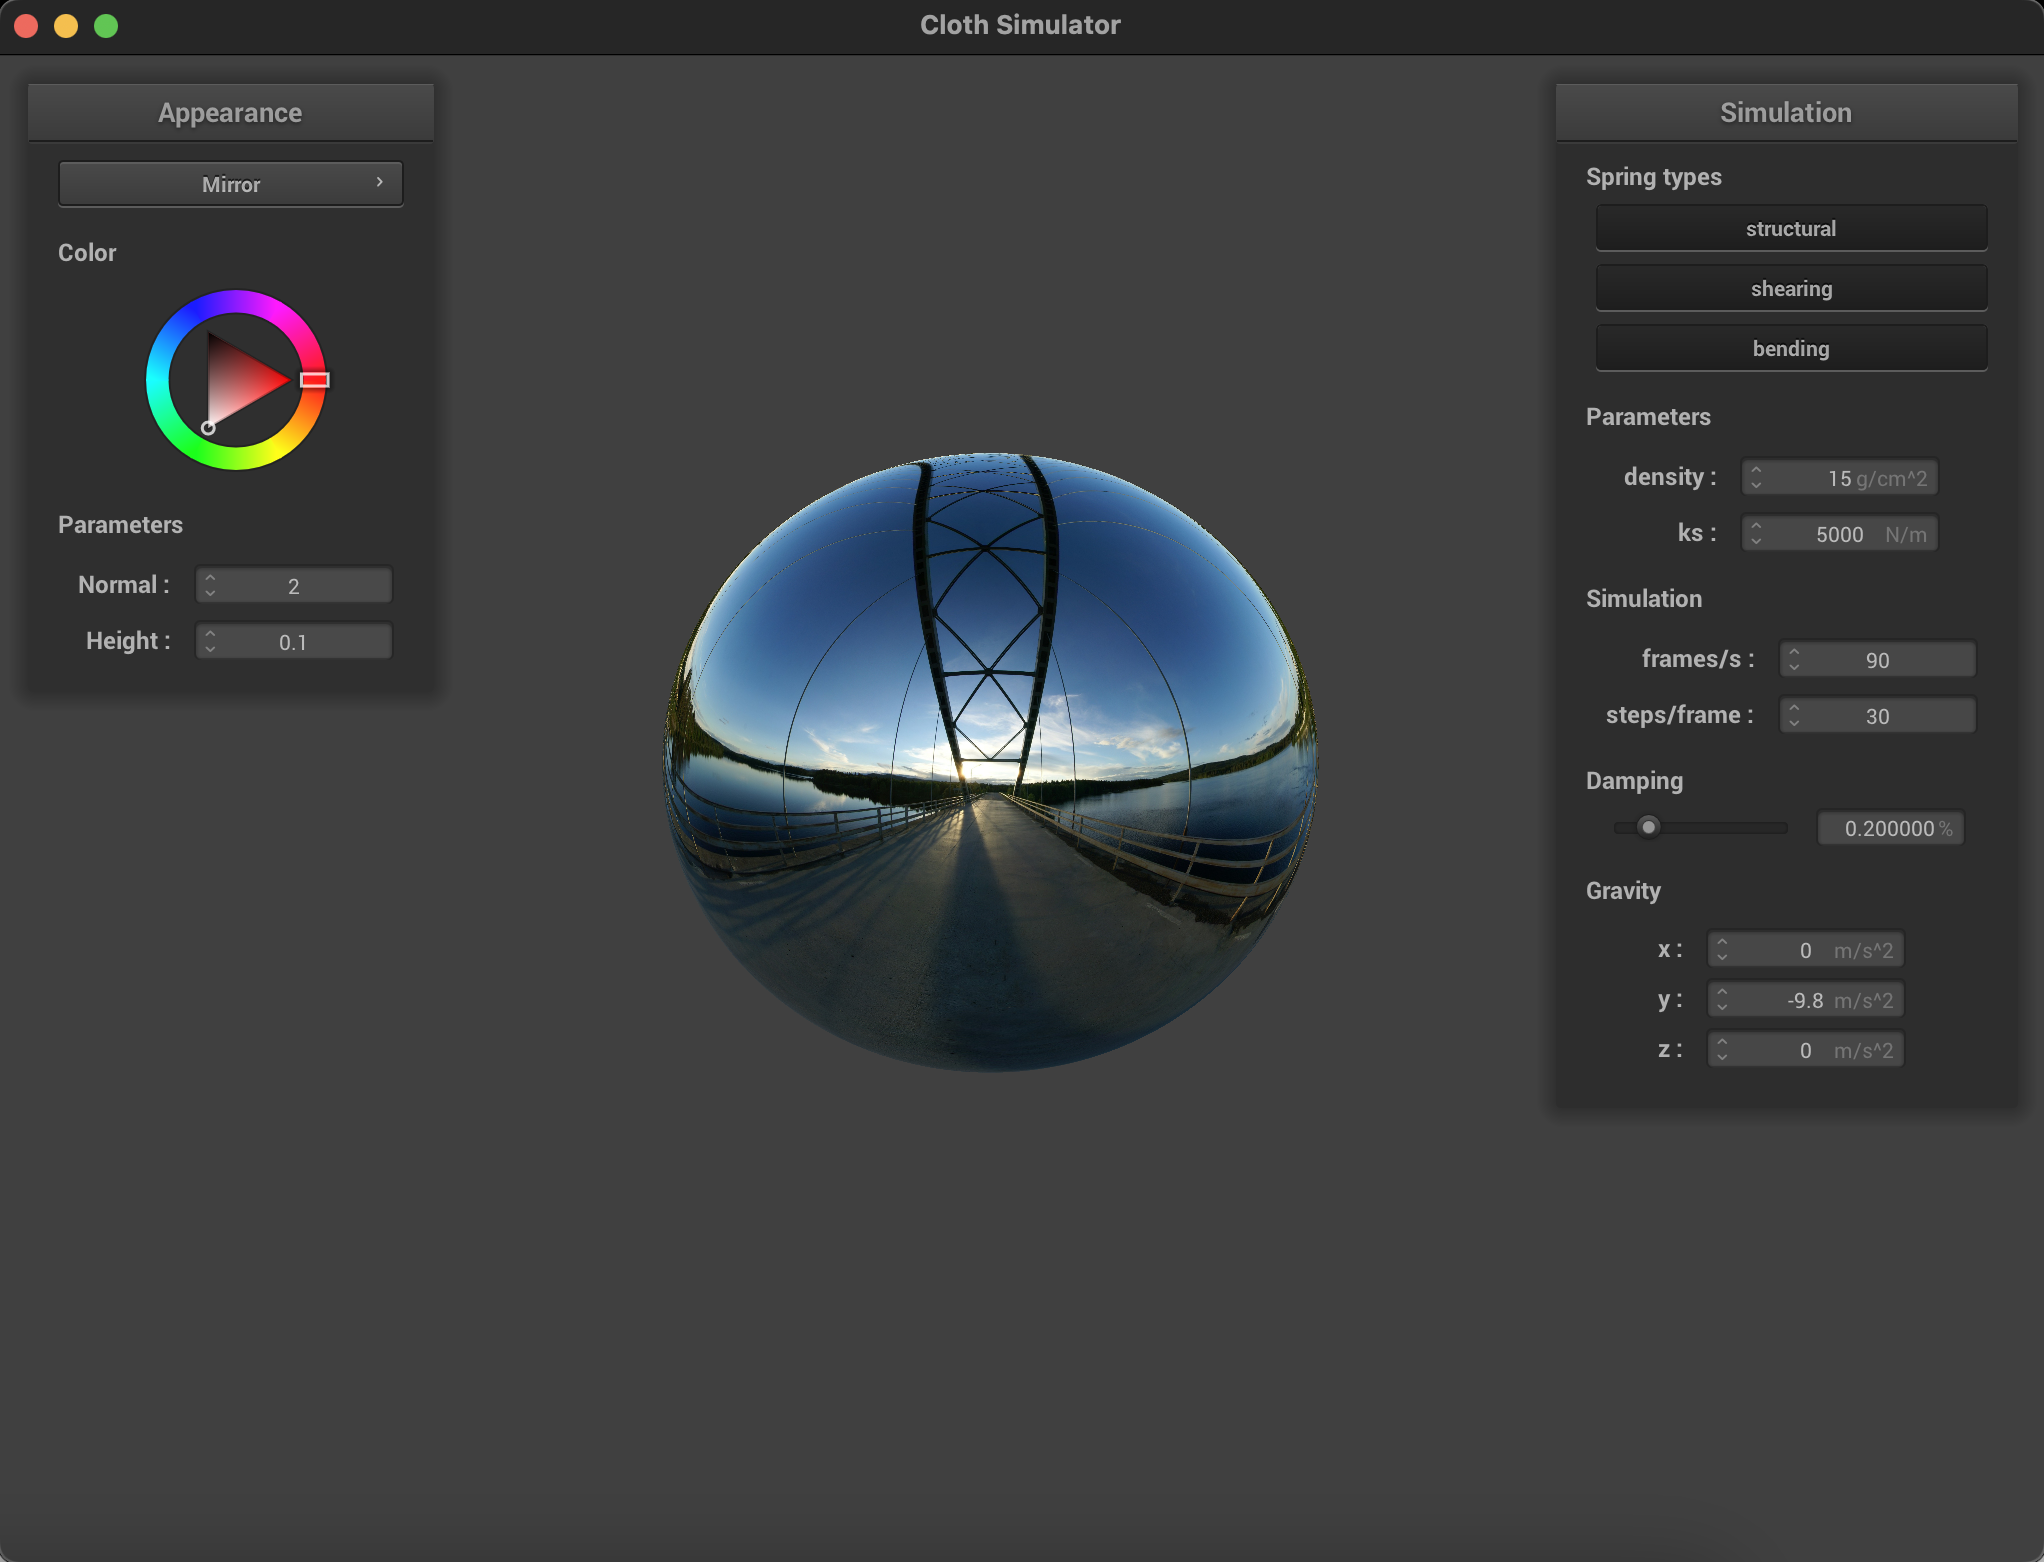 Cloth Simulator
Appearance
Mirror
Color
Parameters
Normal : 2
Height : 0.1
Simulation
Spring types
structural
shearing
bending
Parameters
density : 15 g/cm^2
ks : 5000 N/m
Simulation
frames/s : 90
steps/frame : 30
Damping
0.200000 %
Gravity
x : 0 m/s^2
y : -9.8 m/s^2
z : 0 m/s^2